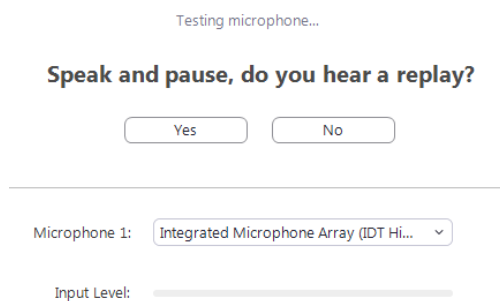 Testing microphone...
Speak and pause, do you hear a replay?
Yes No
Microphone 1: Integrated Microphone Array (IDT Hi...
Input Level: